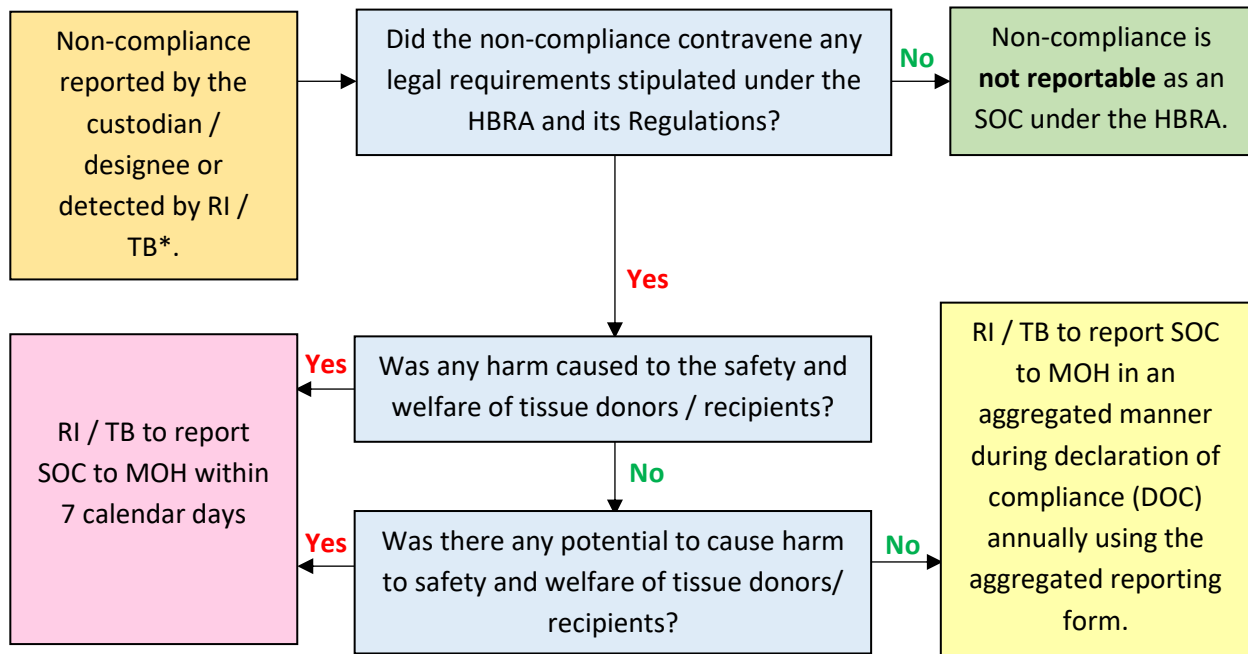 Non-compliance
reported by the
custodian /
designee or
detected by RI /
TB*.
Did the non-compliance contravene any
legal requirements stipulated under the
HBRA and its Regulations?
No
Non-compliance is
not reportable as an
SOC under the HBRA.
Yes
Was any harm caused to the safety and
welfare of tissue donors / recipients?
Yes
RI / TB to report
SOC to MOH within
7 calendar days
No
Was there any potential to cause harm
to safety and welfare of tissue donors/
recipients?
Yes
No
RI / TB to report SOC
to MOH in an
aggregated manner
during declaration of
compliance (DOC)
annually using the
aggregated reporting
form.